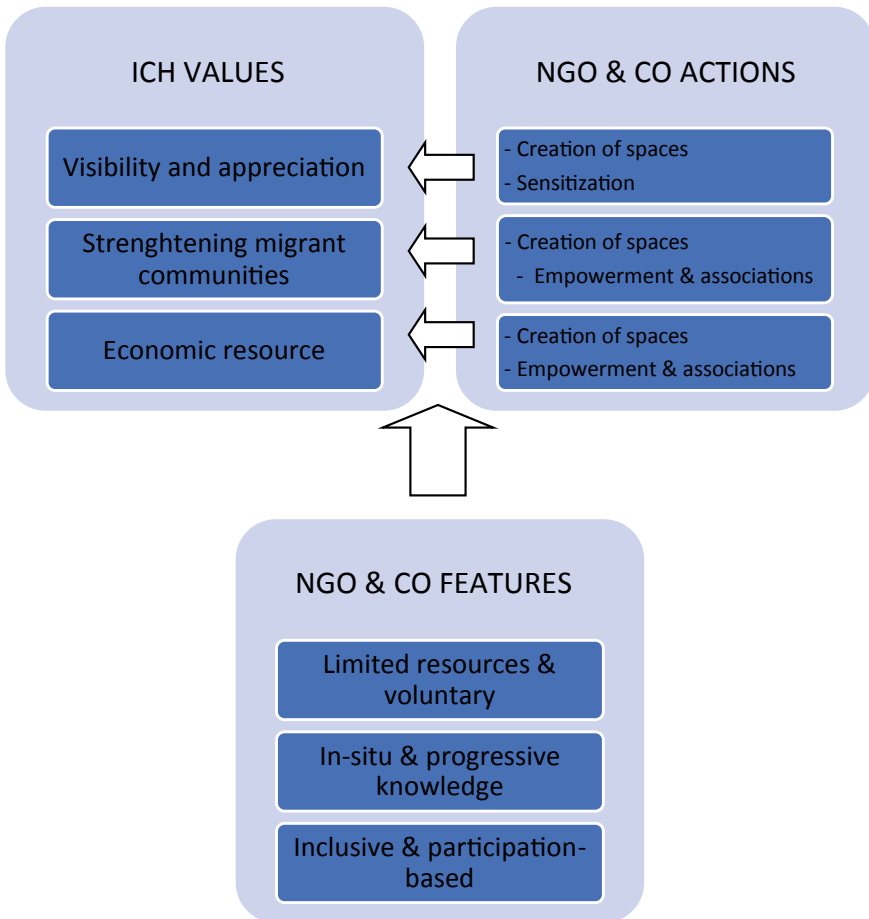 ICH VALUES
Visibility and appreciation
Strenghtening migrant
communities
Economic resource
NGO & CO ACTIONS
- Creation of spaces
- Sensitization
- Creation of spaces
- Empowerment & associations
- Creation of spaces
- Empowerment & associations
NGO & CO FEATURES
Limited resources &
voluntary
In-situ & progressive
knowledge
Inclusive & participation-
based